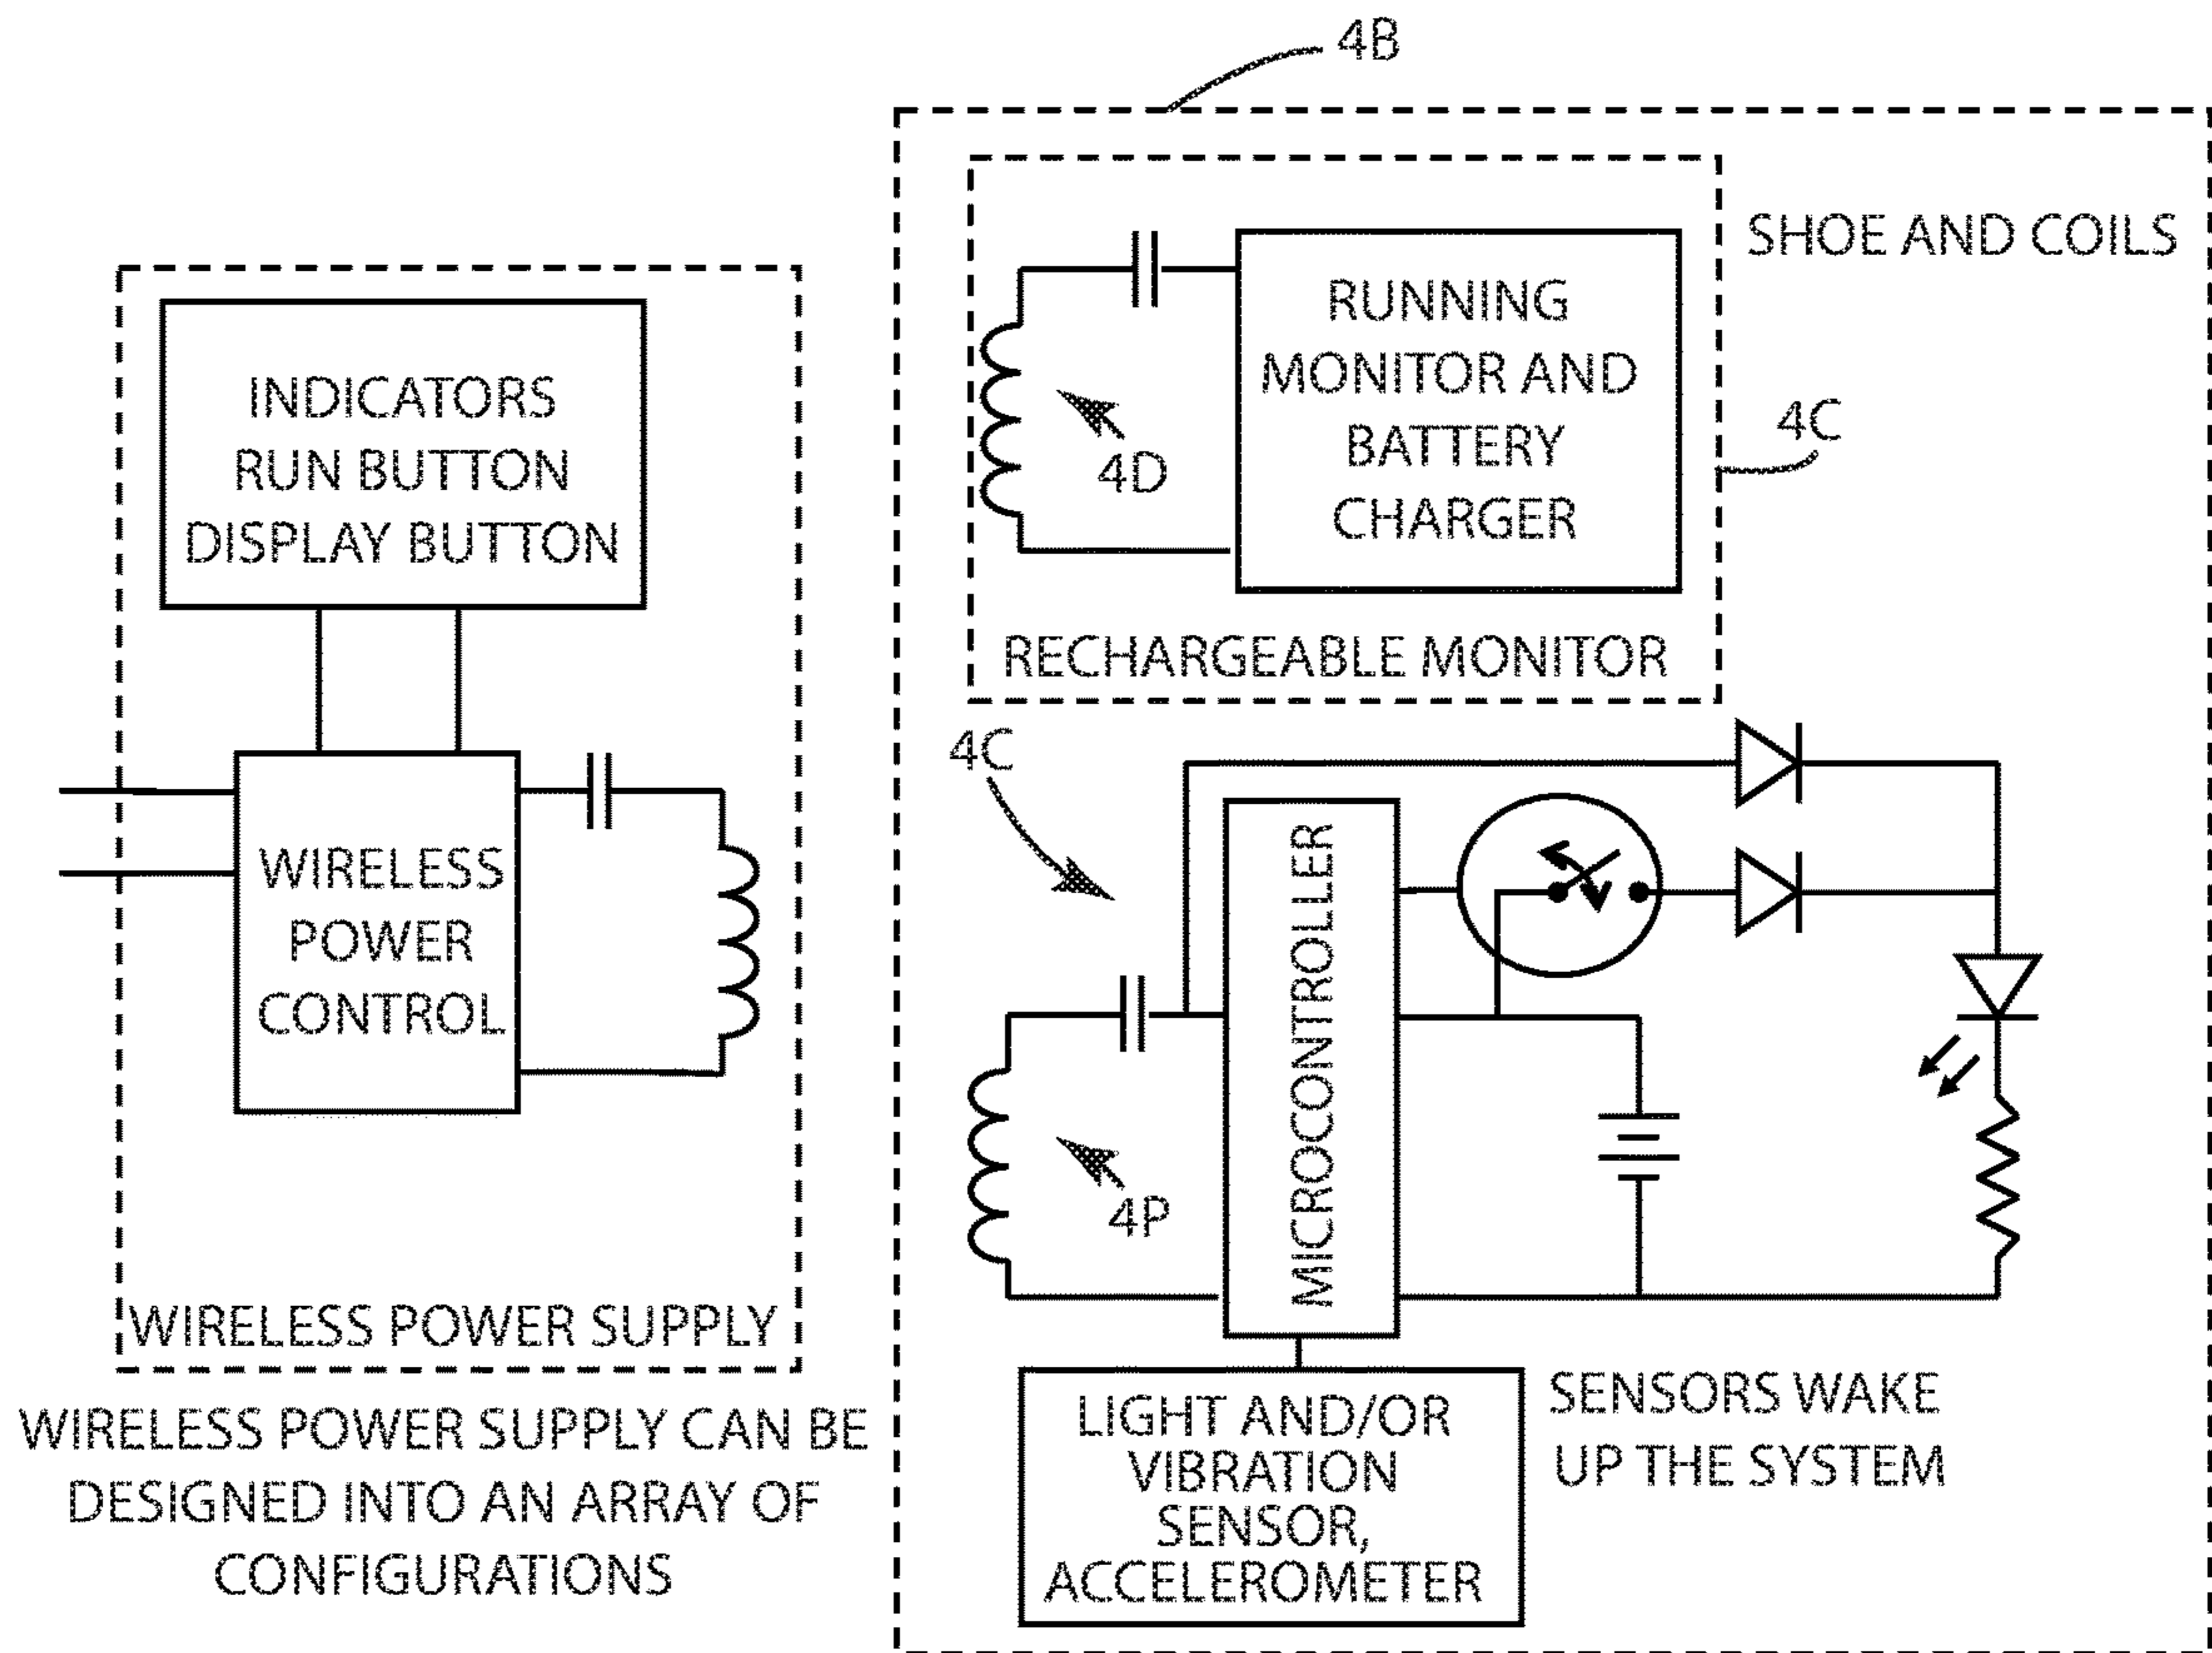 4B
SHOE AND COILS
INDICATORS
RUN BUTTON
DISPLAY BUTTON
RUNNING
MONITOR AND
BATTERY
CHARGER
4D
4C
RECHARGEABLE MONITOR
4C
WIRELESS
POWER
CONTROL
MICROCONTROLLER
4P
WIRELESS POWER SUPPLY
WIRELESS POWER SUPPLY CAN BE
DESIGNED INTO AN ARRAY OF
CONFIGURATIONS
LIGHT AND/OR
VIBRATION
SENSOR,
ACCELEROMETER
SENSORS WAKE
UP THE SYSTEM